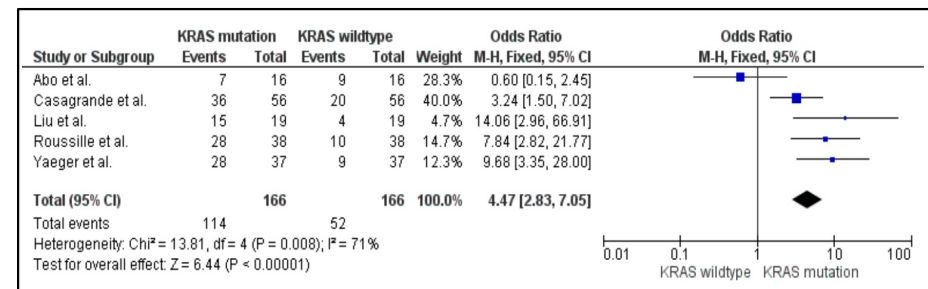 KRAS mutation KRAS wildtype Odds Ratio Odds Ratio
Study or Subgroup Events Total Events Total Weight M-H, Fixed, 95% CI M-H, Fixed, 95% CI
Abo et al. 7 16 9 16 28.3% 0.60 [0.15, 2.45]
Casagrande et al. 36 56 20 56 40.0% 3.24 [1.50, 7.02]
Liu et al. 15 19 4 19 4.7% 14.06 [2.96, 66.91]
Roussille et al. 28 38 10 38 14.7% 7.84 [2.82, 21.77]
Yaeger et al. 28 37 9 37 12.3% 9.68 [3.35, 28.00]
Total (95% CI) 166 166 100.0% 4.47 [2.83, 7.05]
Total events 114 52
Heterogeneity: Chi² = 13.81, df = 4 (P = 0.008); I² = 71%
Test for overall effect: Z = 6.44 (P < 0.00001)
0.01 0.1 1 10 100
KRAS wildtype KRAS mutation